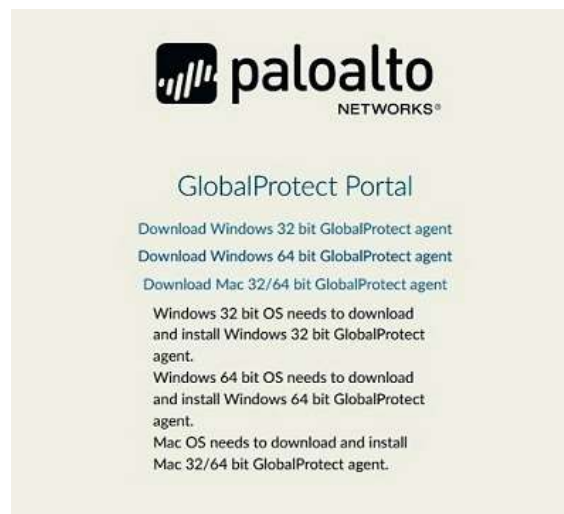 paloalto
NETWORKS®
GlobalProtect Portal
Download Windows 32 bit GlobalProtect agent
Download Windows 64 bit GlobalProtect agent
Download Mac 32/64 bit GlobalProtect agent
Windows 32 bit OS needs to download
and install Windows 32 bit GlobalProtect
agent.
Windows 64 bit OS needs to download
and install Windows 64 bit GlobalProtect
agent.
Mac OS needs to download and install
Mac 32/64 bit GlobalProtect agent.